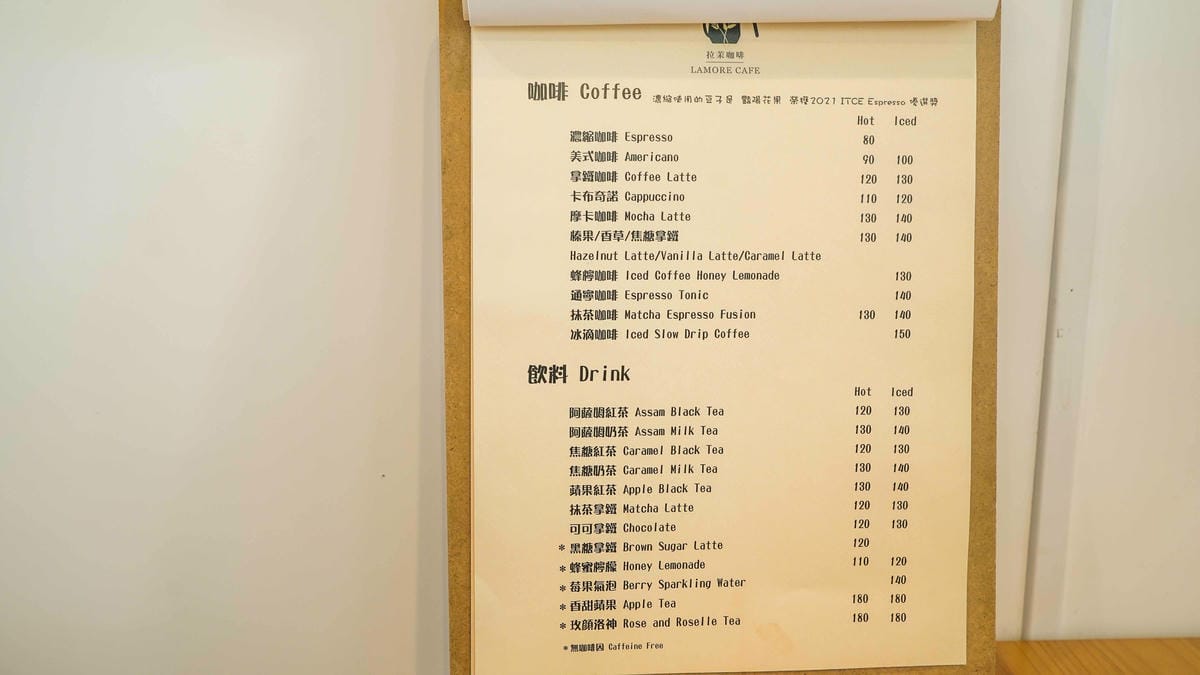 拉茉咖啡
LAMORE CAFE
咖啡 Coffee 濃縮使用的豆子是 豔陽花果 榮獲2021 ITCE Espresso 優選獎
Hot Iced
濃縮咖啡 Espresso 80
美式咖啡 Americano 90 100
拿鐵咖啡 Coffee Latte 120 130
卡布奇諾 Cappuccino 110 120
摩卡咖啡 Mocha Latte 130 140
榛果/香草/焦糖拿鐵 130 140
Hazelnut Latte/Vanilla Latte/Caramel Latte
蜂檸咖啡 Iced Coffee Honey Lemonade 130
通寧咖啡 Espresso Tonic 140
抹茶咖啡 Matcha Espresso Fusion 130 140
冰滴咖啡 Iced Slow Drip Coffee 150
飲料 Drink
Hot Iced
阿薩姆紅茶 Assam Black Tea 120 130
阿薩姆奶茶 Assam Milk Tea 130 140
焦糖紅茶 Caramel Black Tea 120 130
焦糖奶茶 Caramel Milk Tea 130 140
蘋果紅茶 Apple Black Tea 130 140
抹茶拿鐵 Matcha Latte 120 130
可可拿鐵 Chocolate 120 130
* 黑糖拿鐵 Brown Sugar Latte 120
* 蜂蜜檸檬 Honey Lemonade 110 120
* 莓果氣泡 Berry Sparkling Water 140
* 香甜蘋果 Apple Tea 180 180
* 玫顏洛神 Rose and Roselle Tea 180 180
* 無咖啡因 Caffeine Free